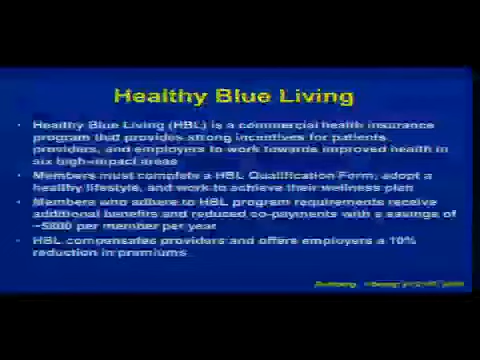 Healthy Blue Living
• Healthy Blue Living (HBL) is a commercial health insurance
program that provides strong incentives for patients
providers, and employers to work towards improved health in
six high-impact areas
• Members must complete a HBL Qualification Form, adopt a
healthy lifestyle, and work to achieve their wellness plan
• Members who adhere to HBL program requirements receive
additional benefits and reduced co-payments with a savings of
~$800 per member per year
• HBL compensates providers and offers employers a 10%
reduction in premiums